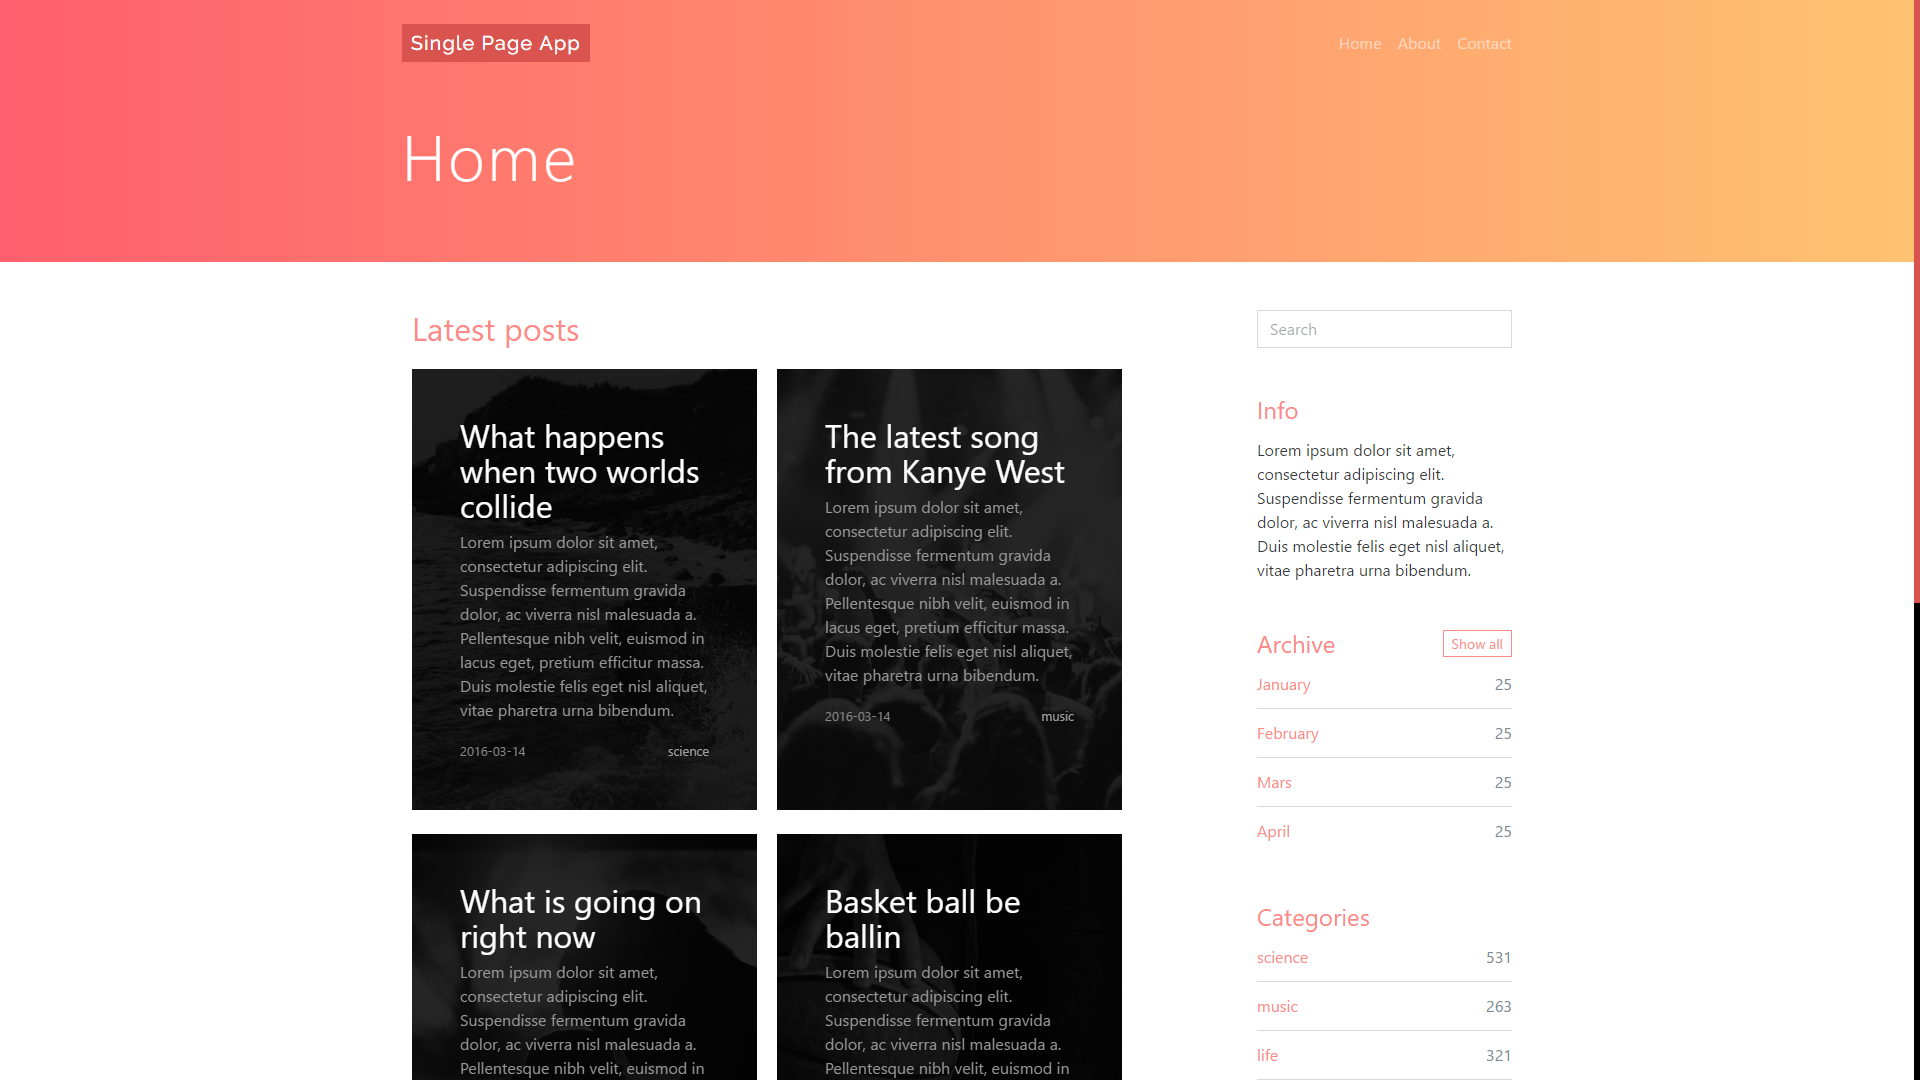 Single Page App
Home About Contact
Home
Latest posts
What happens
when two worlds
collide
Lorem ipsum dolor sit amet,
consectetur adipiscing elit.
Suspendisse fermentum gravida
dolor, ac viverra nisl malesuada a.
Pellentesque nibh velit, euismod in
lacus eget, pretium efficitur massa.
Duis molestie felis eget nisl aliquet,
vitae pharetra urna bibendum.
2016-03-14 science
The latest song
from Kanye West
Lorem ipsum dolor sit amet,
consectetur adipiscing elit.
Suspendisse fermentum gravida
dolor, ac viverra nisl malesuada a.
Pellentesque nibh velit, euismod in
lacus eget, pretium efficitur massa.
Duis molestie felis eget nisl aliquet,
vitae pharetra urna bibendum.
2016-03-14 music
What is going on
right now
Lorem ipsum dolor sit amet,
consectetur adipiscing elit.
Suspendisse fermentum gravida
dolor, ac viverra nisl malesuada a.
Pellentesque nibh velit, euismod in
Basket ball be
ballin
Lorem ipsum dolor sit amet,
consectetur adipiscing elit.
Suspendisse fermentum gravida
dolor, ac viverra nisl malesuada a.
Pellentesque nibh velit, euismod in
Search
Info
Lorem ipsum dolor sit amet,
consectetur adipiscing elit.
Suspendisse fermentum gravida
dolor, ac viverra nisl malesuada a.
Duis molestie felis eget nisl aliquet,
vitae pharetra urna bibendum.
Archive Show all
January 25
February 25
Mars 25
April 25
Categories
science 531
music 263
life 321